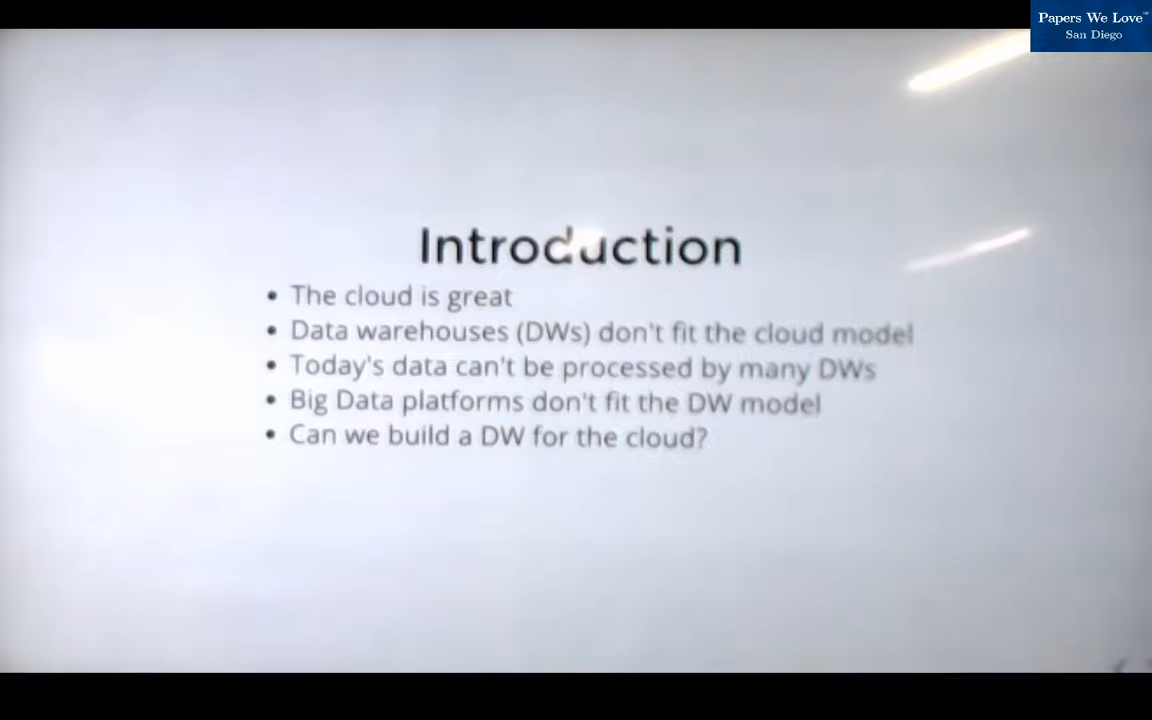 Papers We Love™
San Diego
Introduction
• The cloud is great
• Data warehouses (DWs) don't fit the cloud model
• Today's data can't be processed by many DWs
• Big Data platforms don't fit the DW model
• Can we build a DW for the cloud?